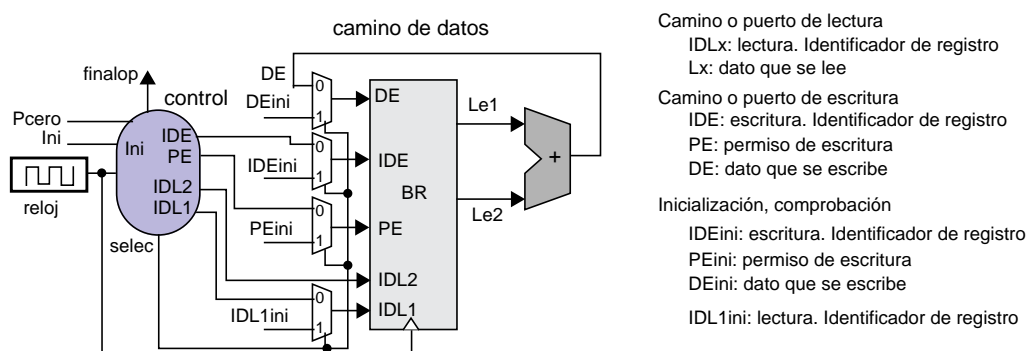 camino de datos
finalop
control
Pcero
Ini
Ini
reloj
selec
IDE
PE
IDL2
IDL1
DE
DEini
0
1
IDEini
0
1
PEini
0
1
IDL1ini
0
1
DE
IDE
BR
PE
IDL2
IDL1
Le1
Le2
+
Camino o puerto de lectura
IDLx: lectura. Identificador de registro
Lx: dato que se lee
Camino o puerto de escritura
IDE: escritura. Identificador de registro
PE: permiso de escritura
DE: dato que se escribe
Inicialización, comprobación
IDEini: escritura. Identificador de registro
PEini: permiso de escritura
DEini: dato que se escribe
IDL1ini: lectura. Identificador de registro